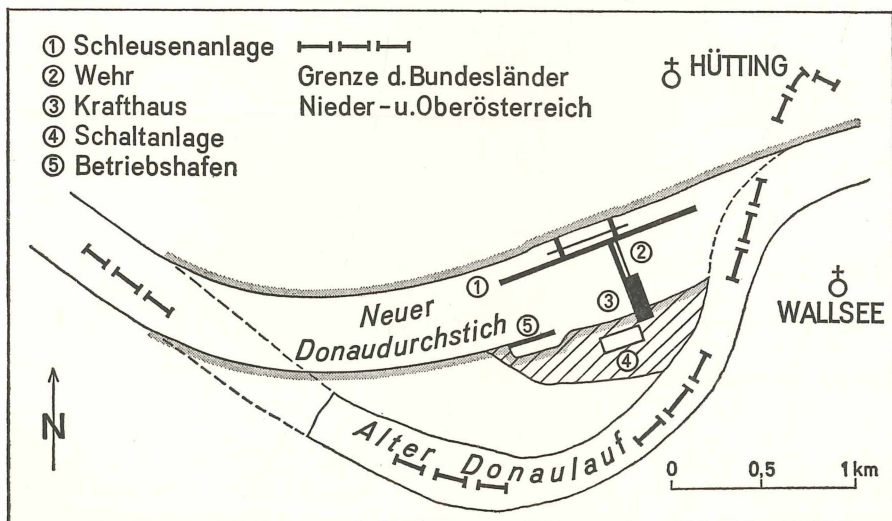 ① Schleusenanlage
② Wehr
③ Krafthaus
④ Schaltanlage
⑤ Betriebshafen
Grenze d. Bundesländer
Nieder- u. Oberösterreich
HÜTTING
WALLSEE
①
②
③
④
⑤
Neuer
Donaudurchstich
Alter Donaulauf
N
0 0,5 1 km